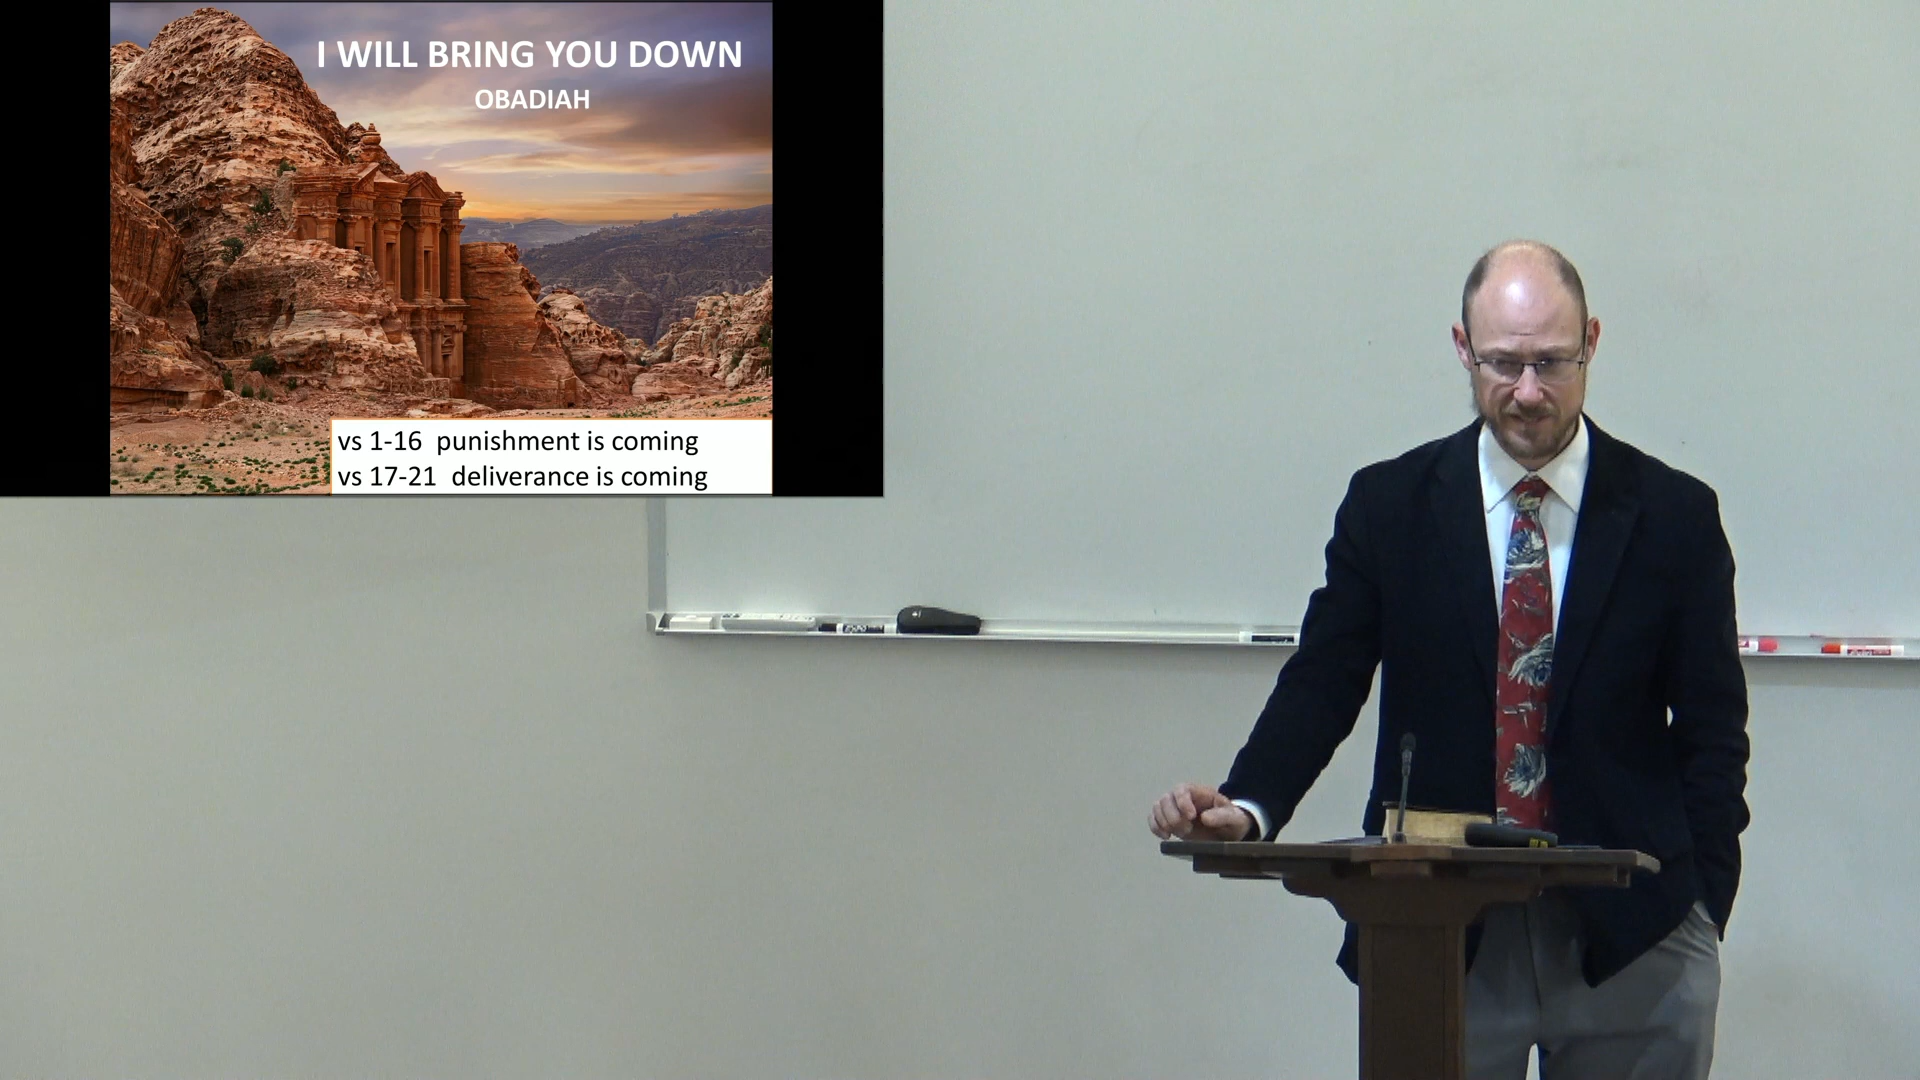 I WILL BRING YOU DOWN
OBADIAH
vs 1-16 punishment is coming
vs 17-21 deliverance is coming